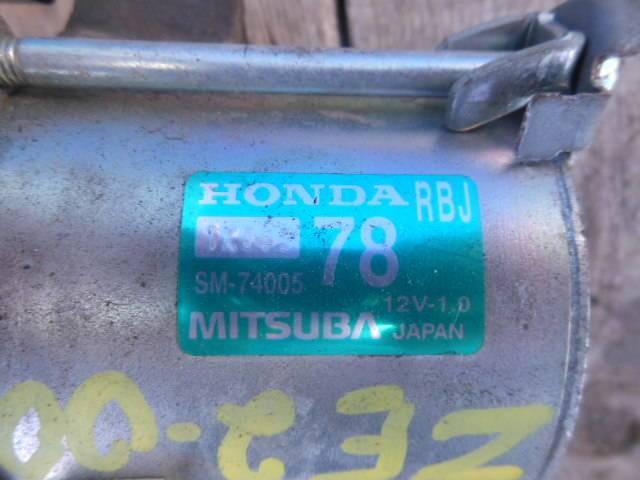 HONDA RBJ
78
SM-74005
12V-1.0
MITSUBA JAPAN
ZE2-00